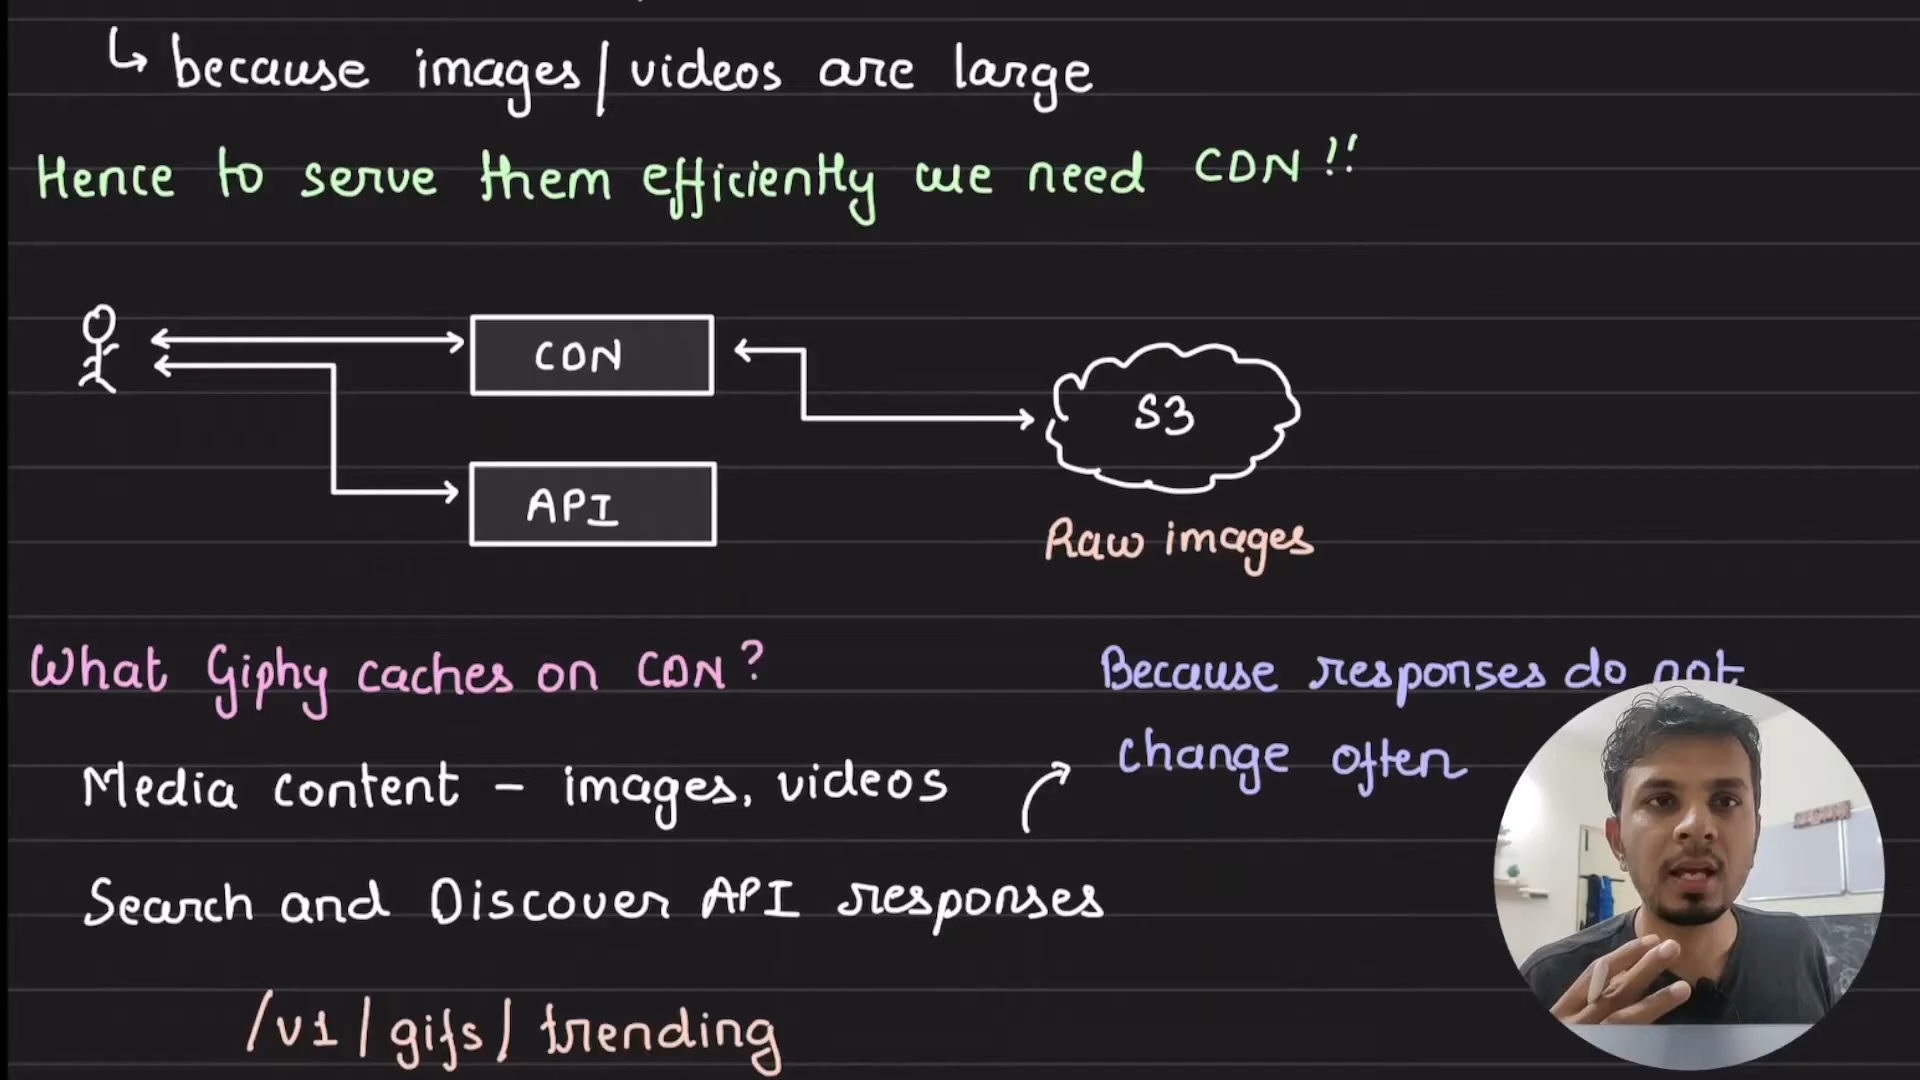 ↳ because images/videos are large
Hence to serve them efficiently we need CDN!!
CDN
S3
API
Raw images
What Giphy caches on CDN?
Because responses do not
change often
Media content - images, videos
Search and Discover API responses
/v1/gifs/trending